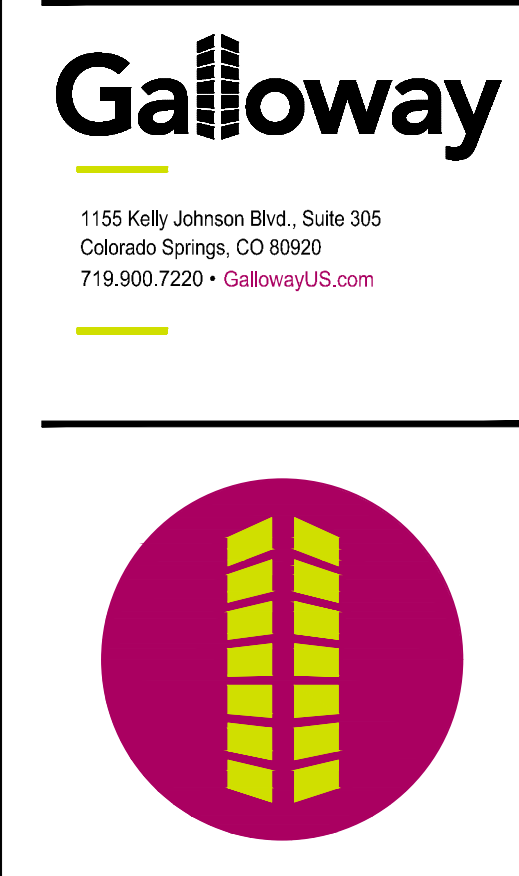 Galloway
1155 Kelly Johnson Blvd., Suite 305
Colorado Springs, CO 80920
719.900.7220 • GallowayUS.com